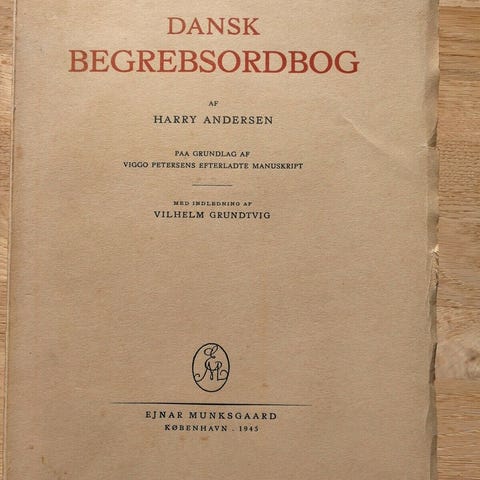 DANSK
BEGREBSORDBOG
AF
HARRY ANDERSEN
PAA GRUNDLAG AF
VIGGO PETERSENS EFTERLADTE MANUSKRIPT
MED INDLEDNING AF
VILHELM GRUNDTVIG
EJNAR MUNKSGAARD
KØBENHAVN . 1945